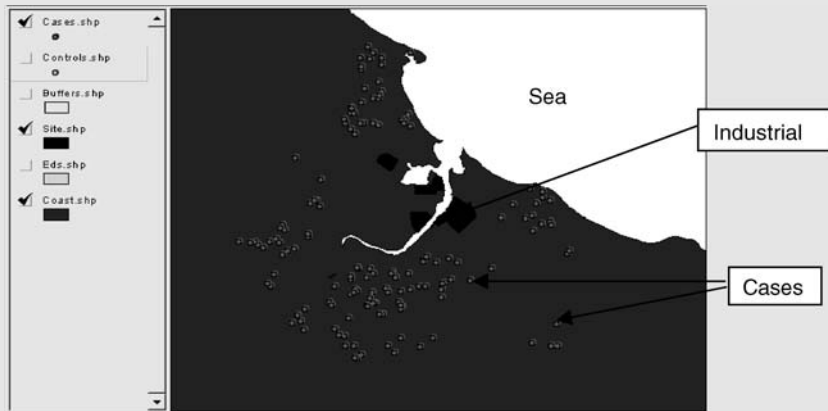 Cases.shp
Controls.shp
Buffers.shp
Site.shp
Eds.shp
Coast.shp
Sea
Industrial
Cases